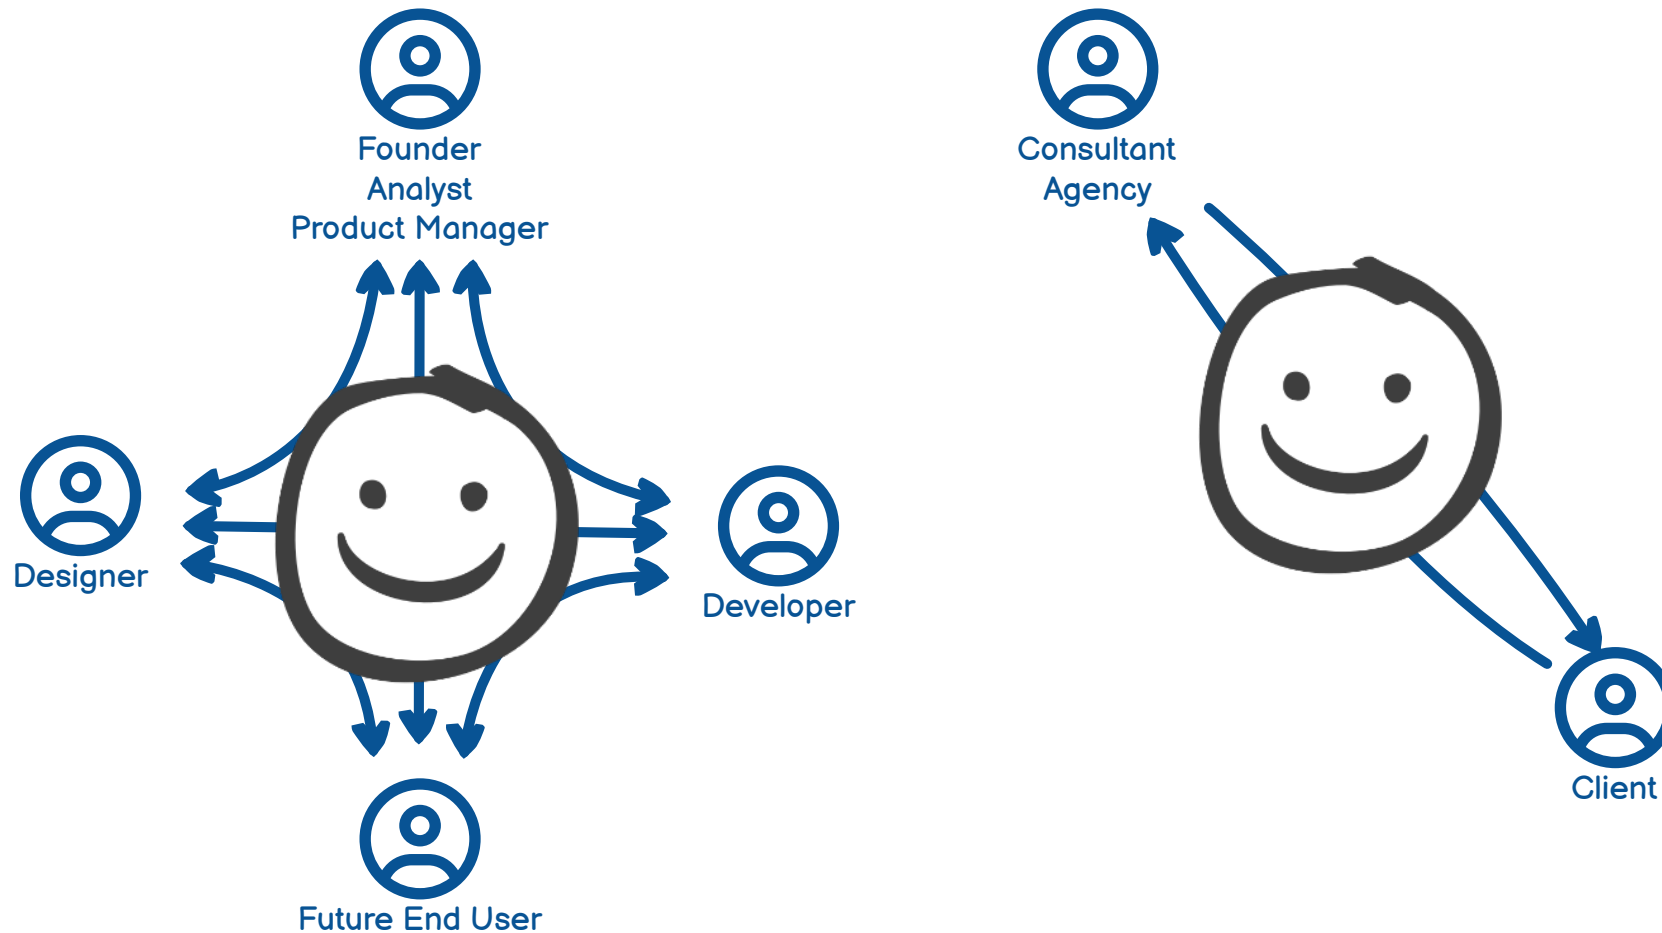 Founder
Analyst
Product Manager
Designer
Developer
Future End User
Consultant
Agency
Client